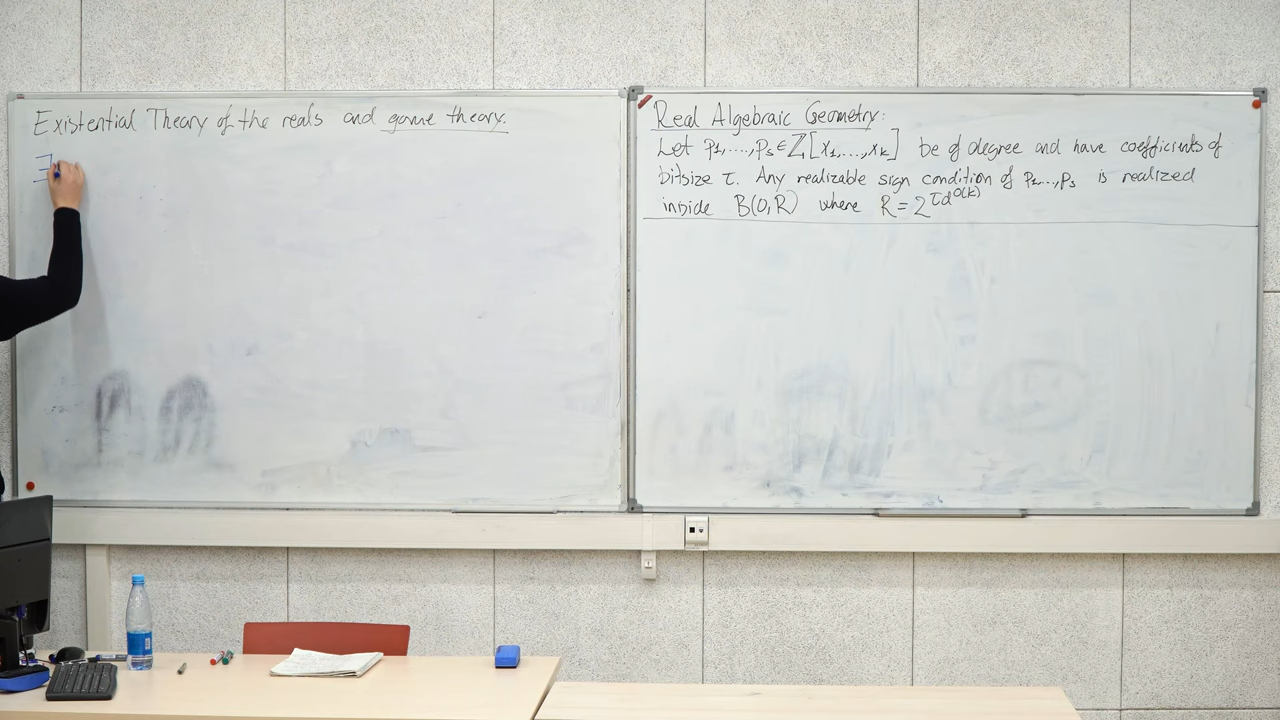 Existential Theory of the reals and game theory.
∃
Real Algebraic Geometry:
Let p₁,...,pₛ∈ℤ[x₁,...,xₖ] be of degree and have coefficients of
bitsize τ. Any realizable sign condition of p₁...,pₛ is realized
inside B(0,R) where R=2^{τd^{O(k)}}